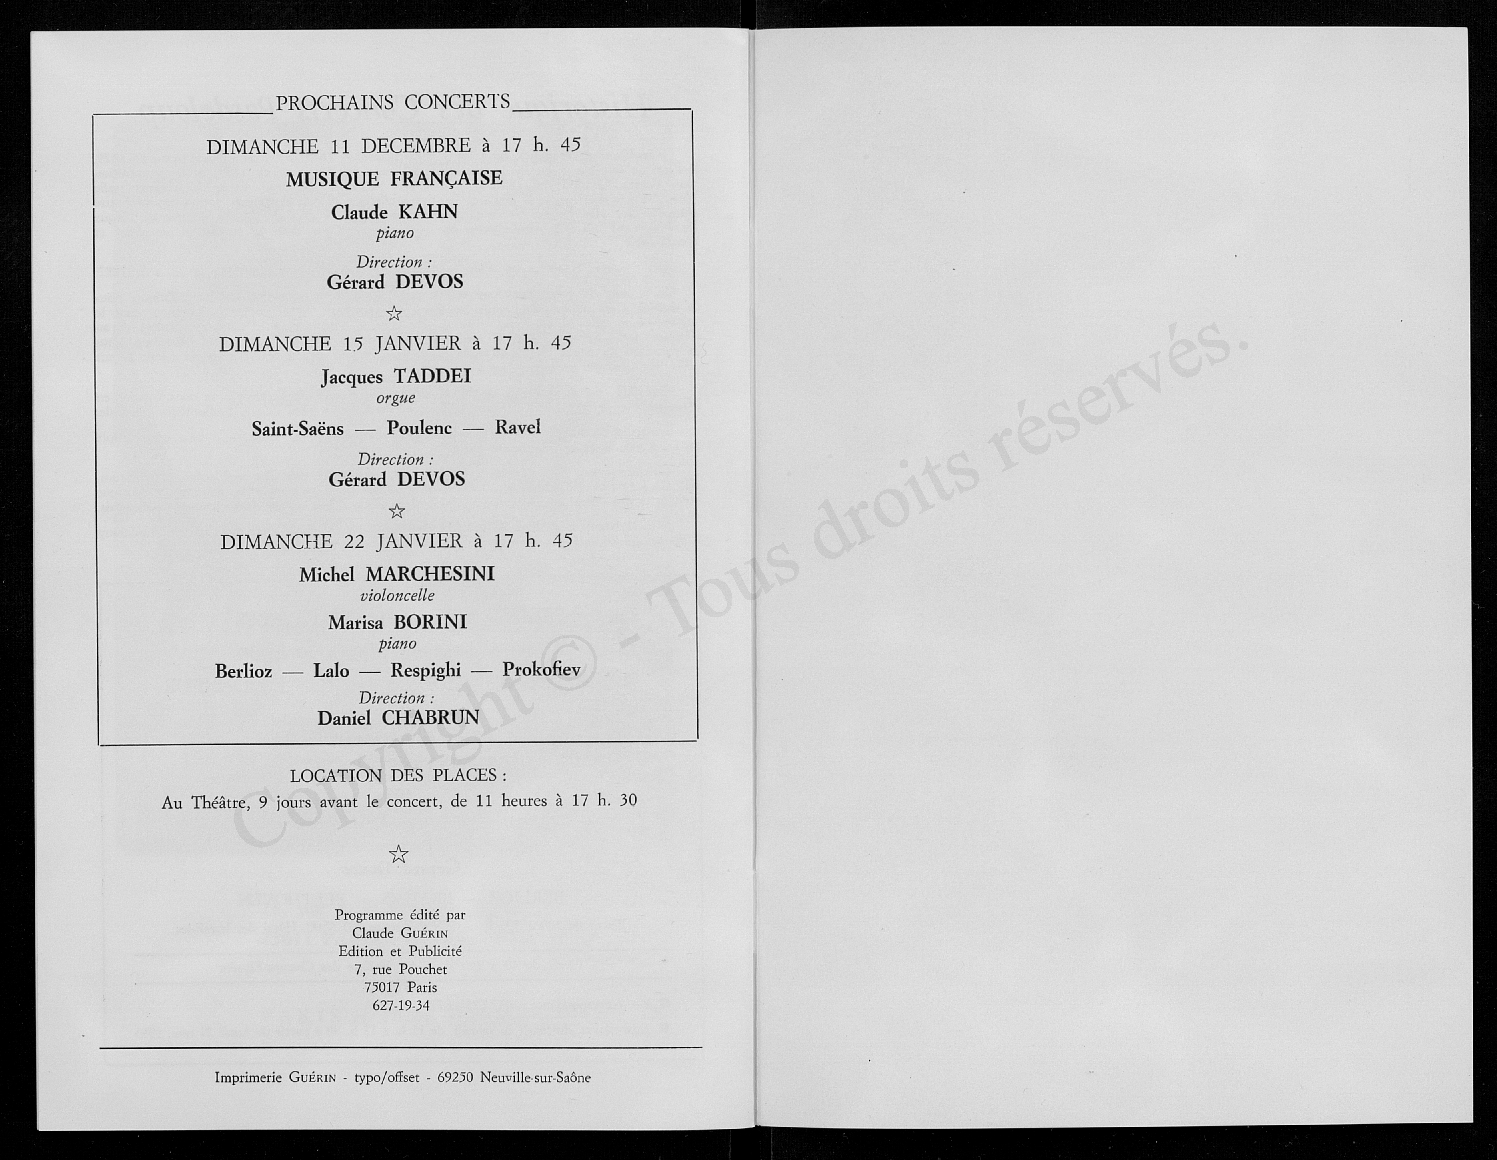 PROCHAINS CONCERTS
DIMANCHE 11 DECEMBRE à 17 h. 45
MUSIQUE FRANÇAISE
Claude KAHN
piano
Direction :
Gérard DEVOS
☆
DIMANCHE 15 JANVIER à 17 h. 45
Jacques TADDEI
orgue
Saint-Saëns — Poulenc — Ravel
Direction :
Gérard DEVOS
☆
DIMANCHE 22 JANVIER à 17 h. 45
Michel MARCHESINI
violoncelle
Marisa BORINI
piano
Berlioz — Lalo — Respighi — Prokofiev
Direction :
Daniel CHABRUN
LOCATION DES PLACES :
Au Théâtre, 9 jours avant le concert, de 11 heures à 17 h. 30
☆
Programme édité par
Claude GUÉRIN
Edition et Publicité
7, rue Pouchet
75017 Paris
627-19-34
Imprimerie GUÉRIN - typo/offset - 69250 Neuville-sur-Saône
Copyright © - Tous droits réservés.